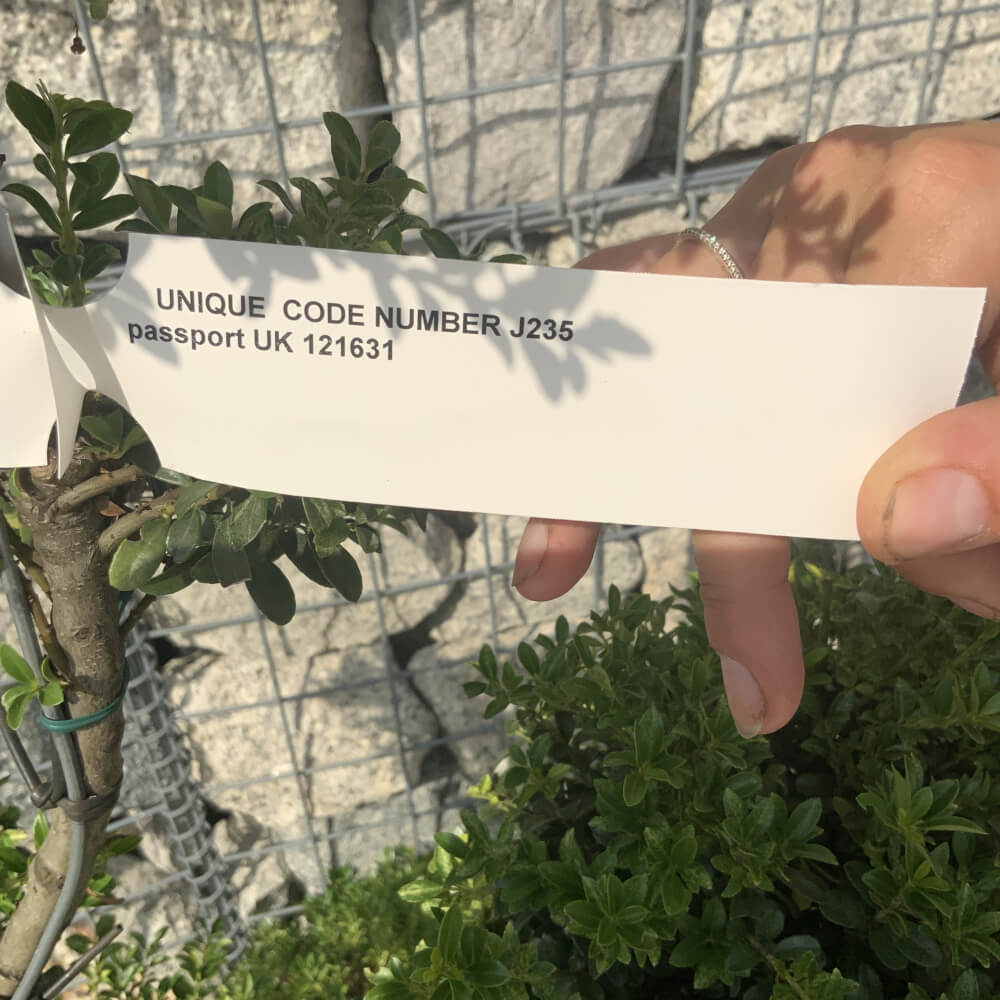 UNIQUE CODE NUMBER J235
passport UK 121631